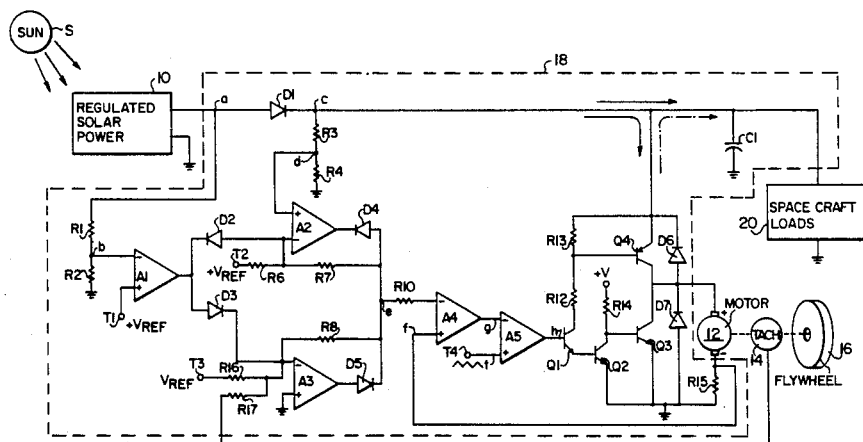 SUN S
10
18
REGULATED
SOLAR
POWER
a
D1
c
R3
d
R4
C1
SPACE CRAFT
LOADS
20
R1
b
R2
A1
T1
+VREF
D2
T2
+VREF
R6
A2
D4
R7
D3
R8
T3
VREF
R16
R17
A3
D5
e
R10
f
A4
g
T4
t
A5
h
R13
R12
Q4
D6
+V
R14
D7
Q1
Q2
Q3
+
MOTOR
12
-
R15
TACH
14
16
FLYWHEEL